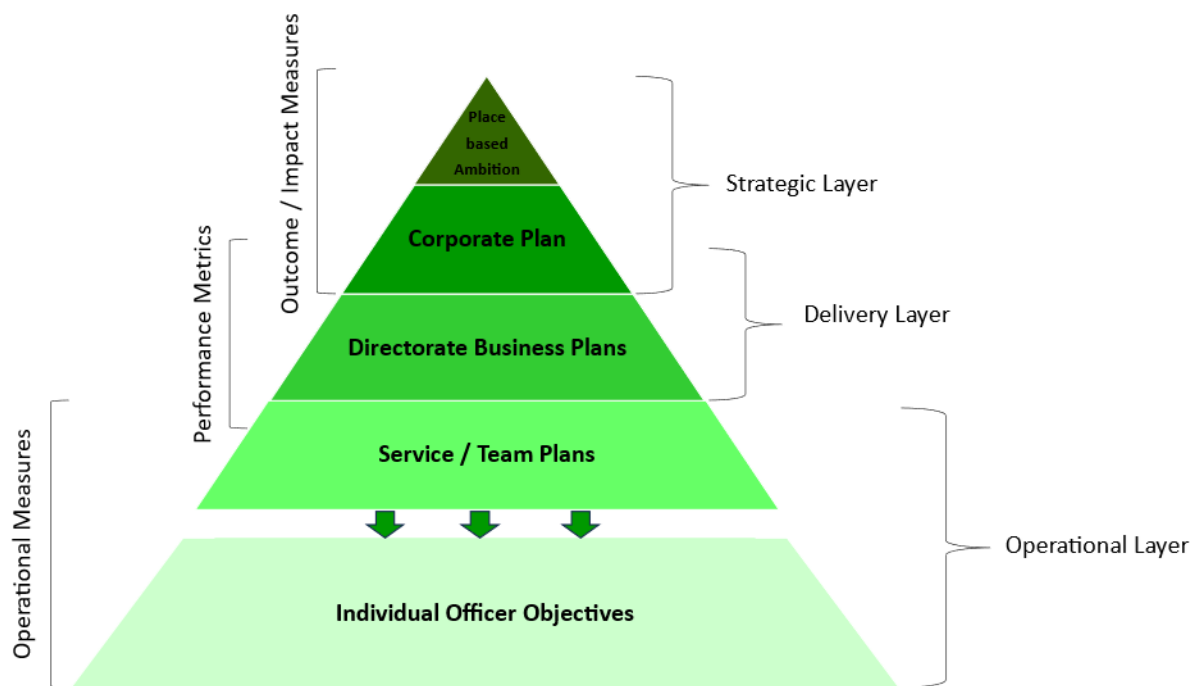 Outcome / Impact Measures
Place
based
Ambition
Strategic Layer
Corporate Plan
Performance Metrics
Delivery Layer
Directorate Business Plans
Operational Measures
Service / Team Plans
Operational Layer
Individual Officer Objectives